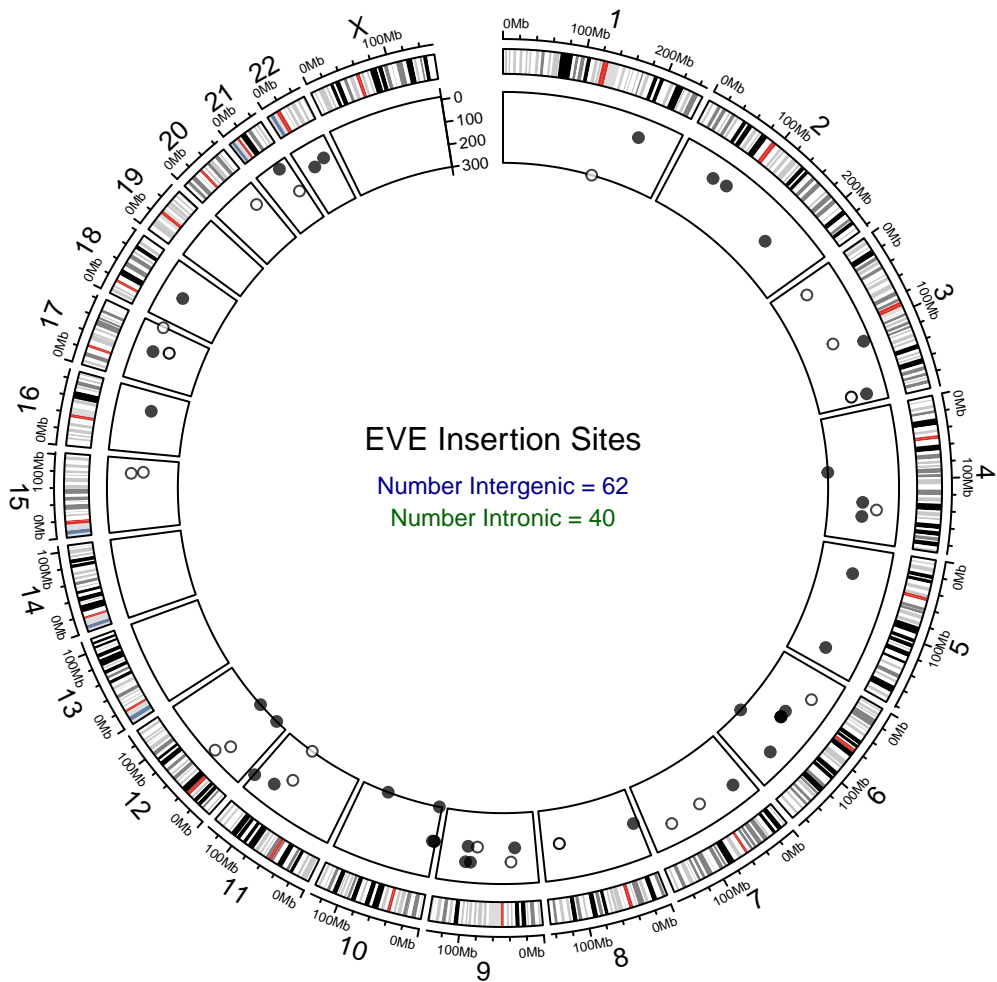 EVE Insertion Sites
Number Intergenic = 62
Number Intronic = 40
0
100
200
300
1
0Mb
100Mb
200Mb
2
0Mb
100Mb
200Mb
3
0Mb
100Mb
4
0Mb
100Mb
5
0Mb
100Mb
6
0Mb
100Mb
7
0Mb
100Mb
8
0Mb
100Mb
9
0Mb
100Mb
10
0Mb
100Mb
11
0Mb
100Mb
12
0Mb
100Mb
13
0Mb
100Mb
14
0Mb
100Mb
15
0Mb
100Mb
16
0Mb
17
0Mb
18
0Mb
19
0Mb
20
0Mb
21
0Mb
22
0Mb
X
0Mb
100Mb